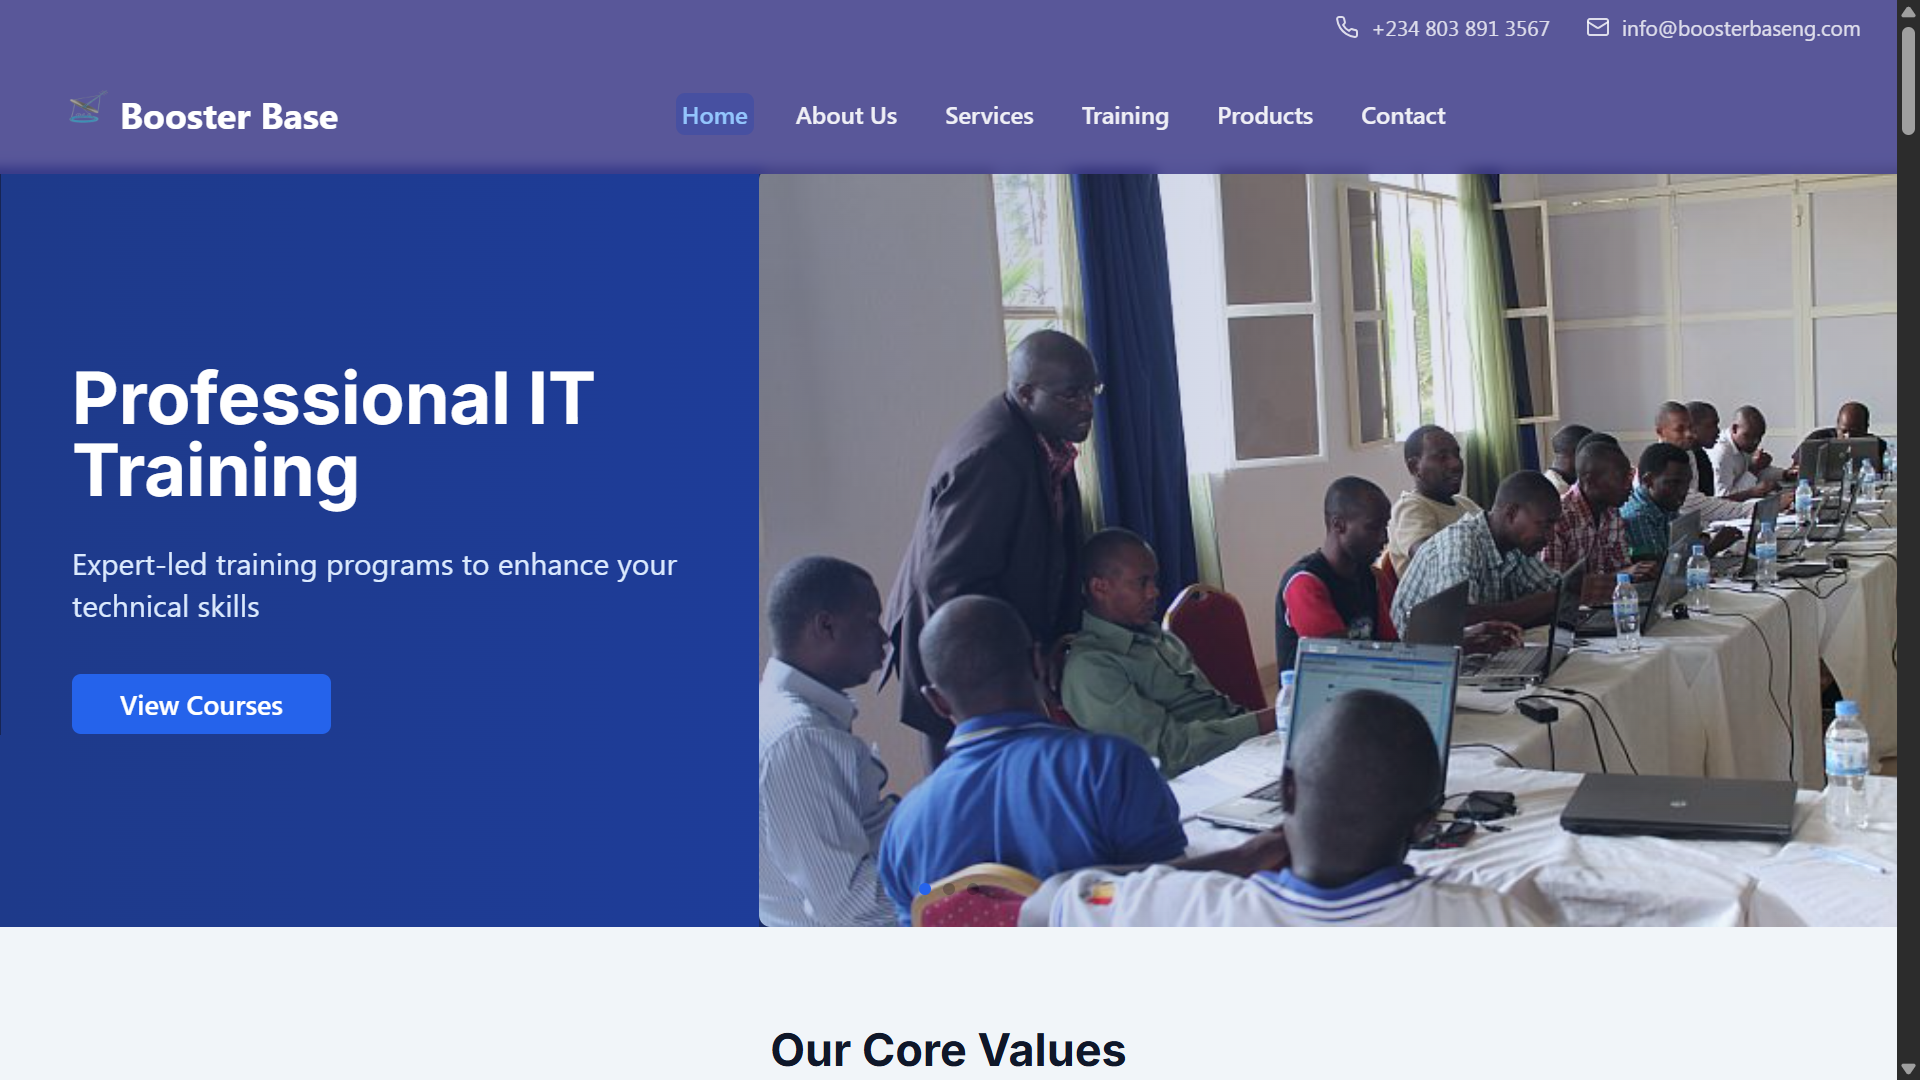 +234 803 891 3567 info@boosterbaseng.com
Booster Base
Home About Us Services Training Products Contact
Professional IT
Training
Expert-led training programs to enhance your
technical skills
View Courses
Our Core Values